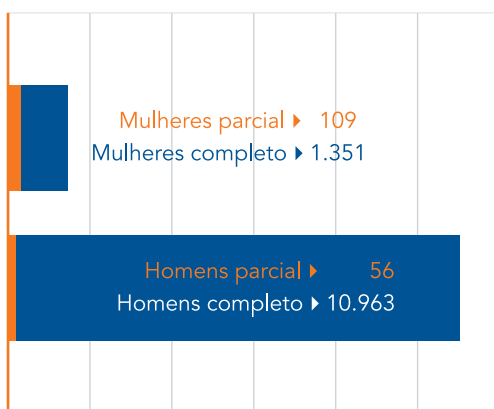 Mulheres parcial 109
Mulheres completo 1.351
Homens parcial 56
Homens completo 10.963